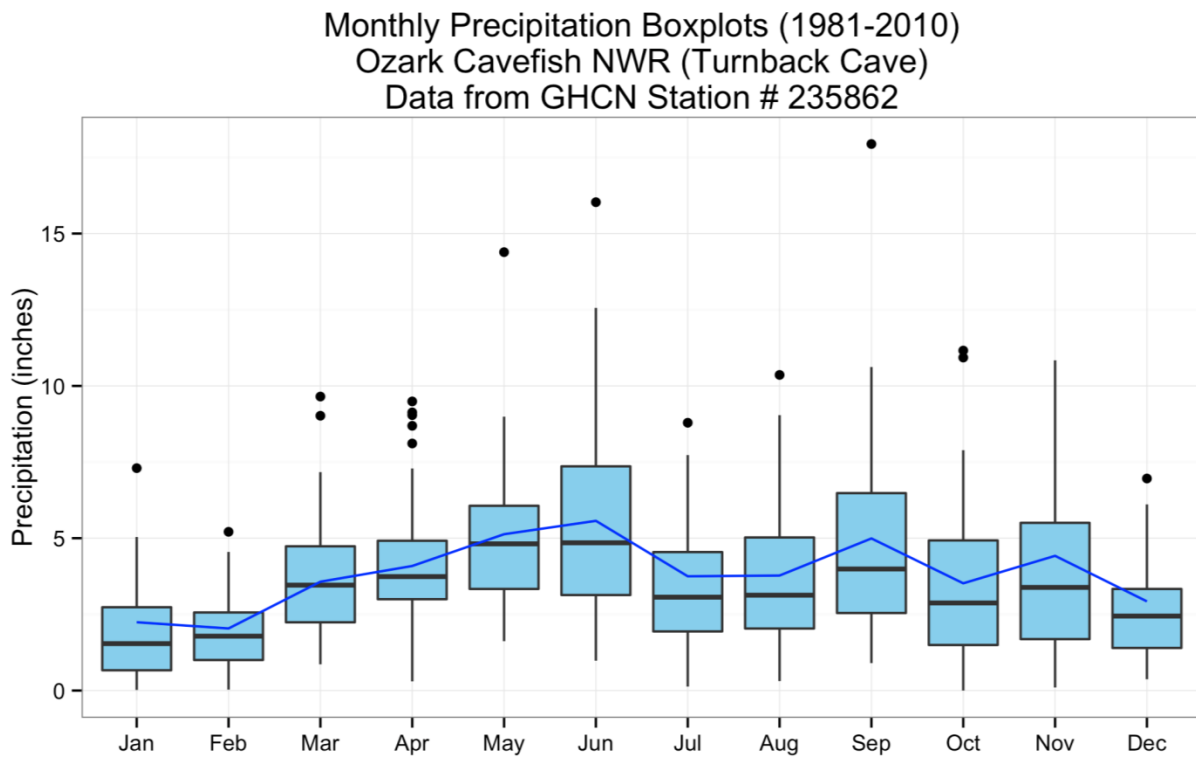 Monthly Precipitation Boxplots (1981-2010)
Ozark Cavefish NWR (Turnback Cave)
Data from GHCN Station # 235862
Precipitation (inches)
15
10
5
0
Jan Feb Mar Apr May Jun Jul Aug Sep Oct Nov Dec